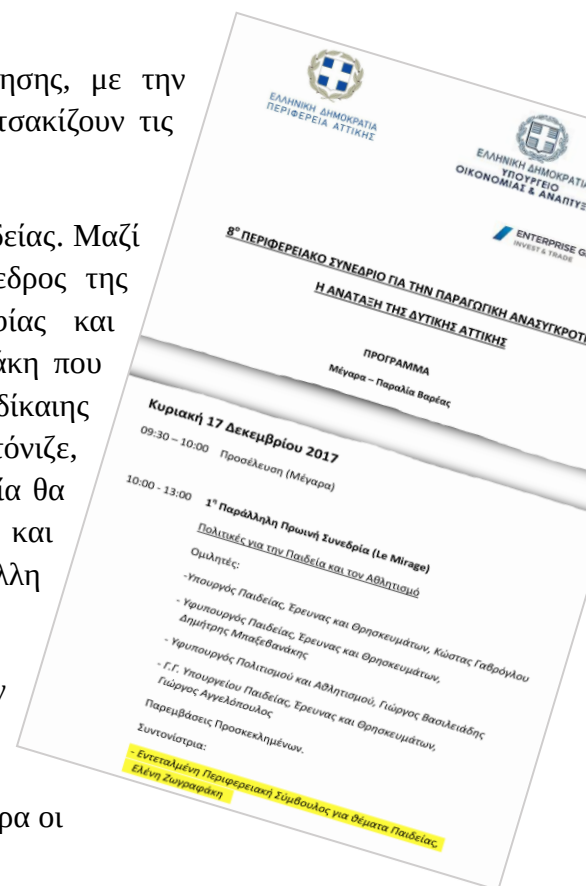 ησης, με την
τσακίζουν τις
δείας. Μαζί
εδρος της
ρίας και
άκη που
δίκαιης
τόνιζε,
ία θα
και
λλη
ν
ρα οι
ΕΛΛΗΝΙΚΗ ΔΗΜΟΚΡΑΤΙΑ
ΠΕΡΙΦΕΡΕΙΑ ΑΤΤΙΚΗΣ
ΕΛΛΗΝΙΚΗ ΔΗΜΟΚΡΑΤΙΑ
ΥΠΟΥΡΓΕΙΟ
ΟΙΚΟΝΟΜΙΑΣ & ΑΝΑΠΤΥΞ
ENTERPRISE G
INVEST & TRADE
8ο ΠΕΡΙΦΕΡΕΙΑΚΟ ΣΥΝΕΔΡΙΟ ΓΙΑ ΤΗΝ ΠΑΡΑΓΩΓΙΚΗ ΑΝΑΣΥΓΚΡΟΤΗ
Η ΑΝΑΤΑΞΗ ΤΗΣ ΔΥΤΙΚΗΣ ΑΤΤΙΚΗΣ
ΠΡΟΓΡΑΜΜΑ
Μέγαρα – Παραλία Βαρέας
Κυριακή 17 Δεκεμβρίου 2017
09:30 – 10:00 Προσέλευση (Μέγαρα)
10:00 - 13:00 1η Παράλληλη Πρωινή Συνεδρία (Le Mirage)
Πολιτικές για την Παιδεία και τον Αθλητισμό
Ομιλητές:
-Υπουργός Παιδείας, Έρευνας και Θρησκευμάτων, Κώστας Γαβρόγλου
- Υφυπουργός Παιδείας, Έρευνας και Θρησκευμάτων,
Δημήτρης Μπαξεβανάκης
- Υφυπουργός Πολιτισμού και Αθλητισμού, Γιώργος Βασιλειάδης
- Γ.Γ. Υπουργείου Παιδείας, Έρευνας και Θρησκευμάτων,
Γιώργος Αγγελόπουλος
Παρεμβάσεις Προσκεκλημένων.
Συντονίστρια:
- Εντεταλμένη Περιφερειακή Σύμβουλος για θέματα Παιδείας,
Ελένη Ζωγραφάκη